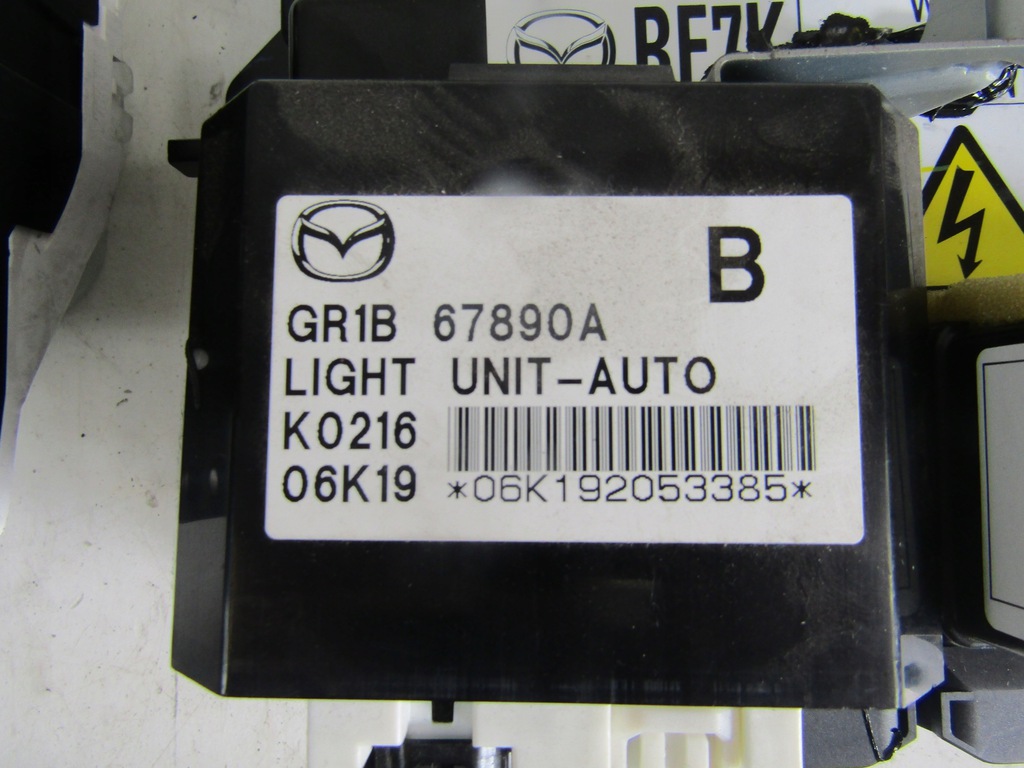 B
GR1B 67890A
LIGHT UNIT-AUTO
K0216
06K19 *06K192053385*